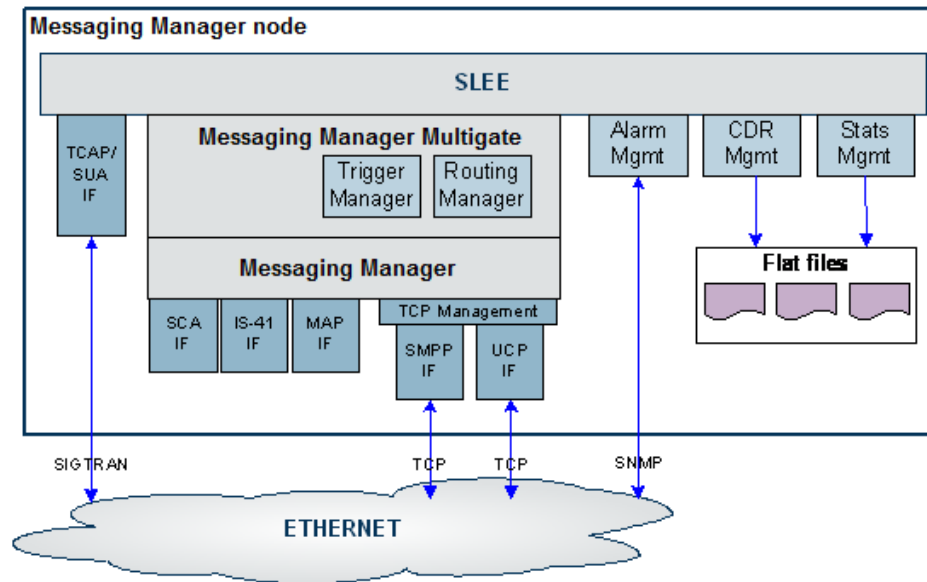 Messaging Manager node
SLEE
TCAP/
SUA
IF
Messaging Manager Multigate
Trigger
Manager
Routing
Manager
Alarm
Mgmt
CDR
Mgmt
Stats
Mgmt
Messaging Manager
Flat files
SCA
IF
IS-41
IF
MAP
IF
TCP Management
SMPP
IF
UCP
IF
SIGTRAN
TCP
TCP
SNMP
ETHERNET